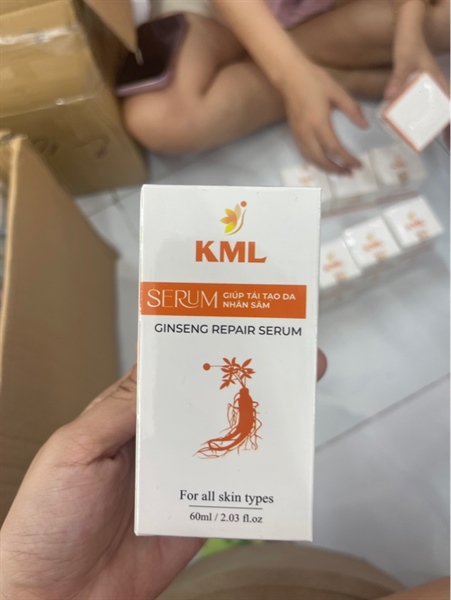 KML
SERUM GIÚP TÁI TẠO DA
NHÂN SÂM
GINSENG REPAIR SERUM
For all skin types
60ml / 2.03 fl.oz